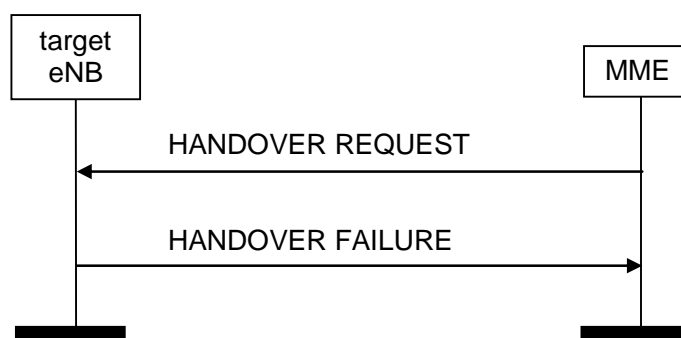 target
eNB
MME
HANDOVER REQUEST
HANDOVER FAILURE